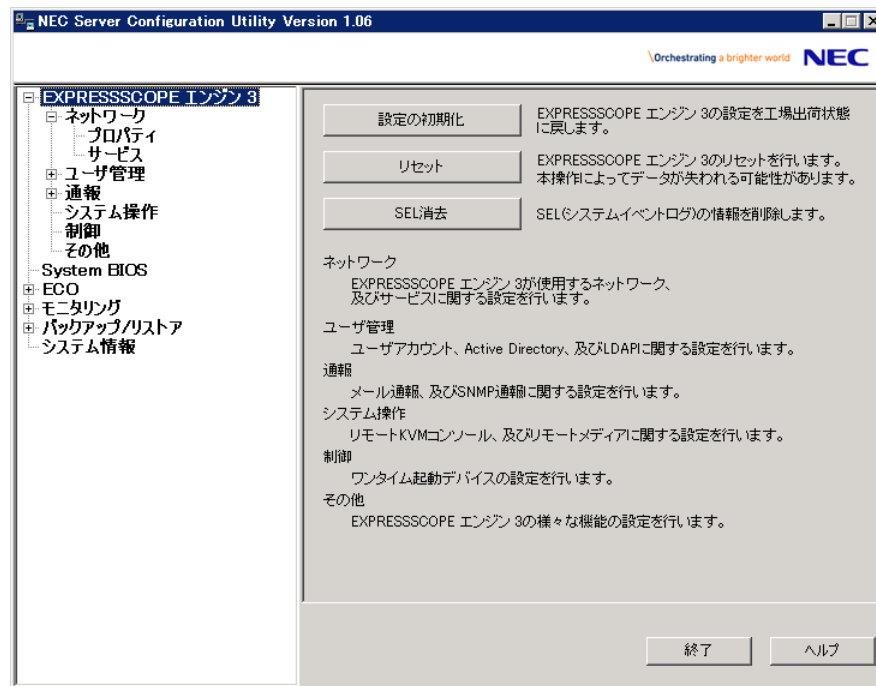 NEC Server Configuration Utility Version 1.06
\Orchestrating a brighter world NEC
EXPRESSSCOPE エンジン 3
ネットワーク
プロパティ
サービス
ユーザ管理
通報
システム操作
制御
その他
System BIOS
ECO
モニタリング
バックアップ/リストア
システム情報
設定の初期化
EXPRESSSCOPE エンジン 3の設定を工場出荷状態
に戻します。
リセット
EXPRESSSCOPE エンジン 3のリセットを行います。
本操作によってデータが失われる可能性があります。
SEL消去
SEL(システムイベントログ)の情報を削除します。
ネットワーク
EXPRESSSCOPE エンジン 3が使用するネットワーク、
及びサービスに関する設定を行います。
ユーザ管理
ユーザアカウント、Active Directory、及びLDAPに関する設定を行います。
通報
メール通報、及びSNMP通報に関する設定を行います。
システム操作
リモートKVMコンソール、及びリモートメディアに関する設定を行います。
制御
ワンタイム起動デバイスの設定を行います。
その他
EXPRESSSCOPE エンジン 3の様々な機能の設定を行います。
終了
ヘルプ